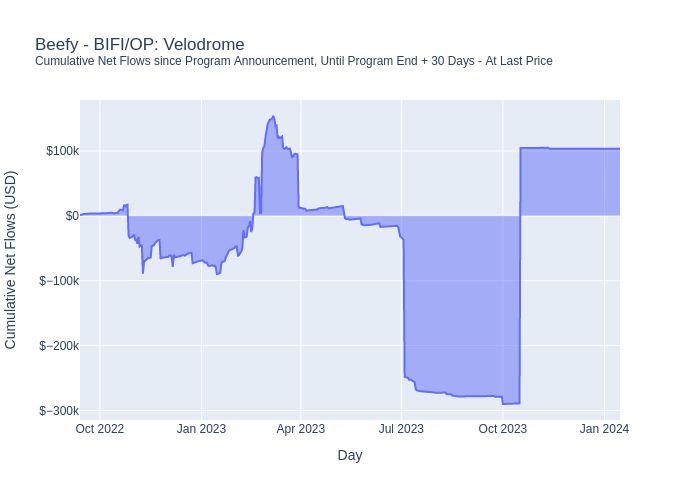 Beefy - BIFI/OP: Velodrome
Cumulative Net Flows since Program Announcement, Until Program End + 30 Days - At Last Price
Cumulative Net Flows (USD)
$100k
$0
$−100k
$−200k
$−300k
Oct 2022 Jan 2023 Apr 2023 Jul 2023 Oct 2023 Jan 2024
Day